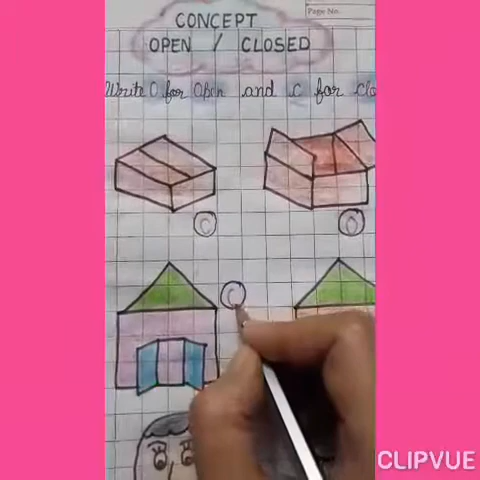 Page No.
CONCEPT
OPEN / CLOSED
Write O for Open and C for
C
O
C
CLIPVUE